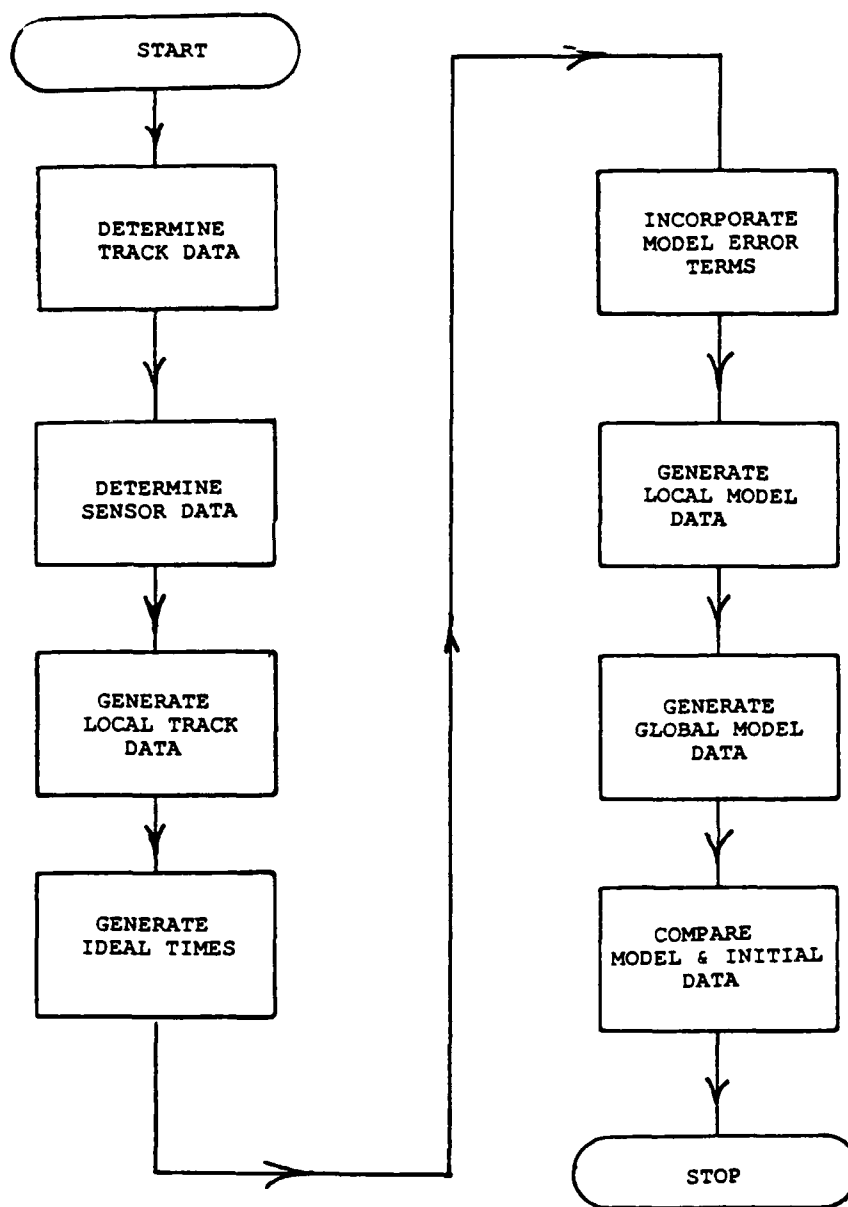 START
DETERMINE
TRACK DATA
DETERMINE
SENSOR DATA
GENERATE
LOCAL TRACK
DATA
GENERATE
IDEAL TIMES
INCORPORATE
MODEL ERROR
TERMS
GENERATE
LOCAL MODEL
DATA
GENERATE
GLOBAL MODEL
DATA
COMPARE
MODEL & INITIAL
DATA
STOP